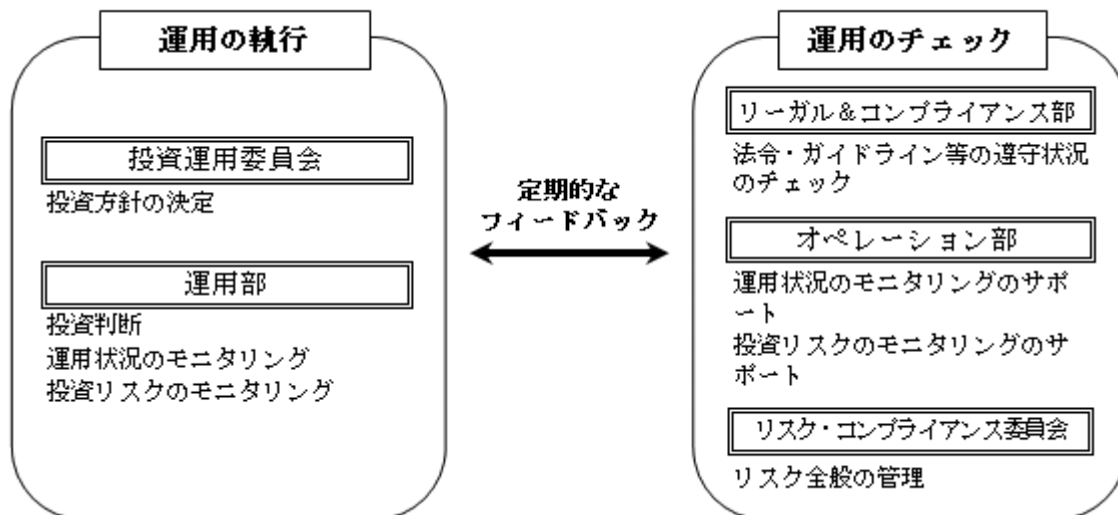 運用の執行
投資運用委員会
投資方針の決定
運用部
投資判断
運用状況のモニタリング
投資リスクのモニタリング
定期的な
フィードバック
運用のチェック
リーガル＆コンプライアンス部
法令・ガイドライン等の遵守状況
のチェック
オペレーション部
運用状況のモニタリングのサポ
ート
投資リスクのモニタリングのサ
ポート
リスク・コンプライアンス委員会
リスク全般の管理